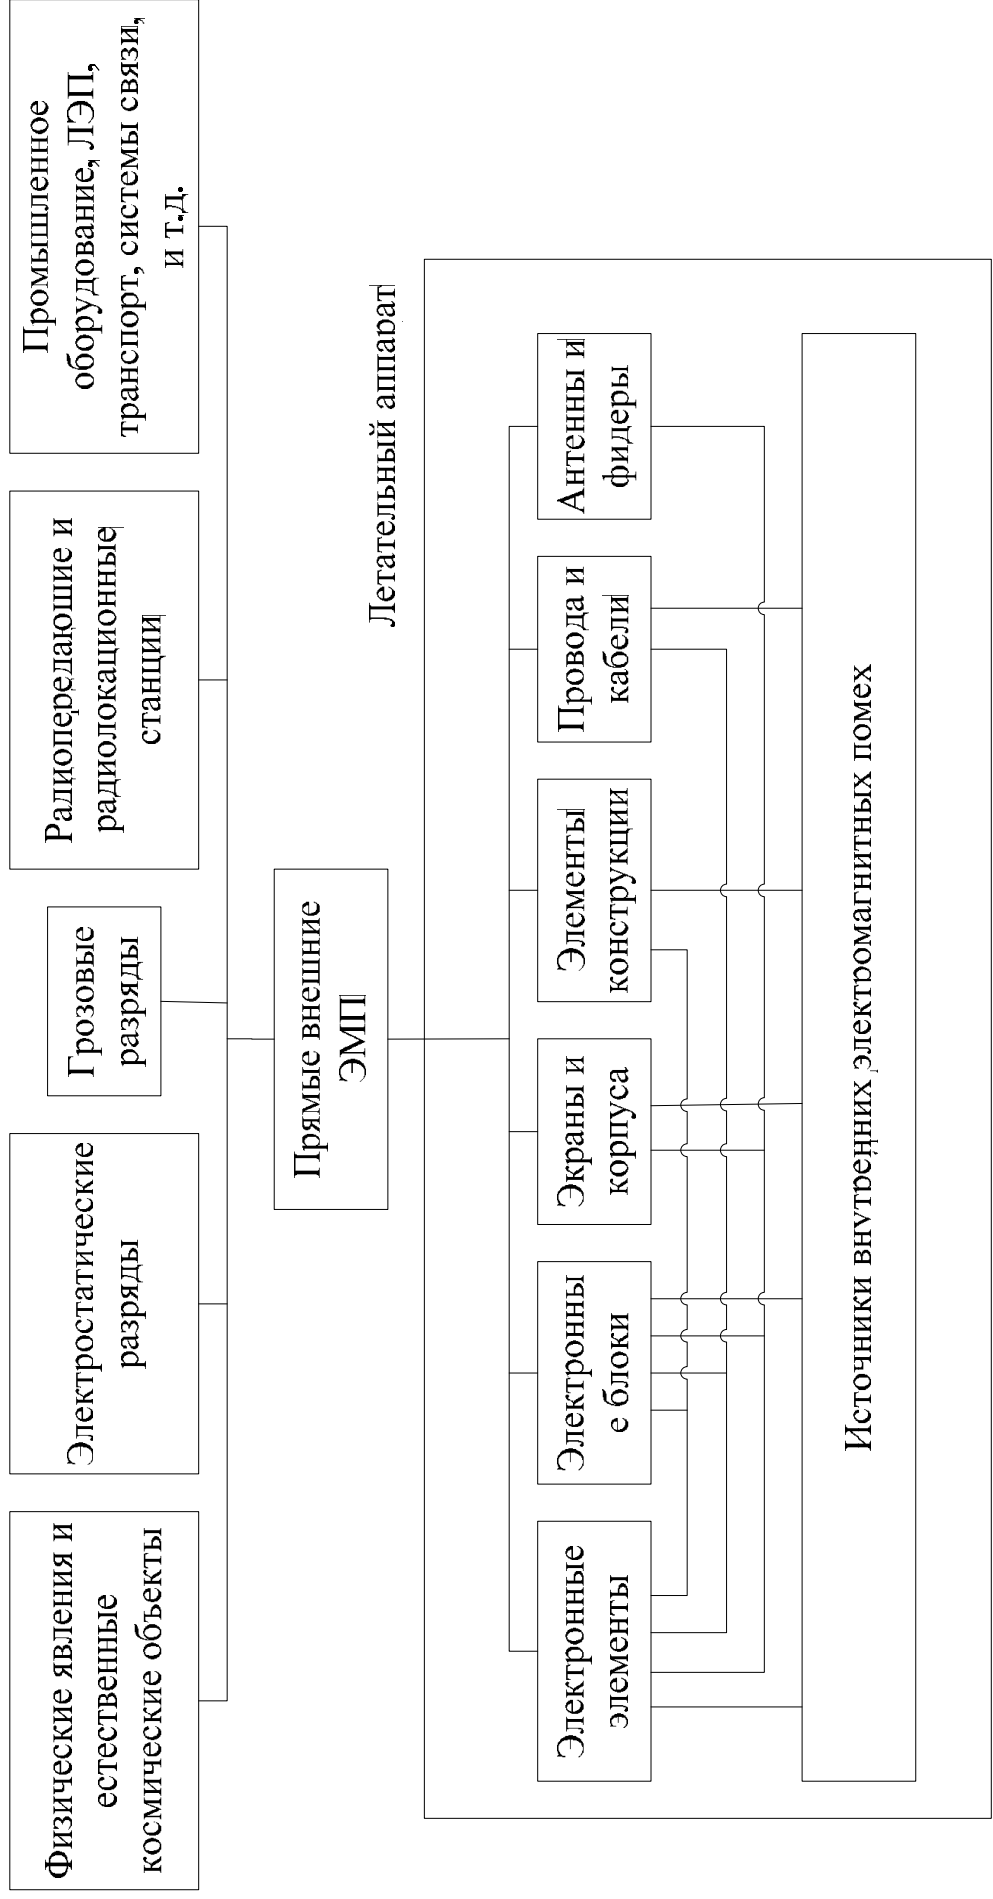 Физические явления и
естественные
космические объекты
Электростатические
разряды
Грозовые
разряды
Радиопередающие и
радиолокационные
станции
Промышленное
оборудование, ЛЭП,
транспорт, системы связи,
и т.д.
Прямые внешние
ЭМП
Летательный аппарат
Электронные
элементы
Электронны
е блоки
Экраны и
корпуса
Элементы
конструкции
Провода и
кабели
Антенны и
фидеры
Источники внутренних электромагнитных помех